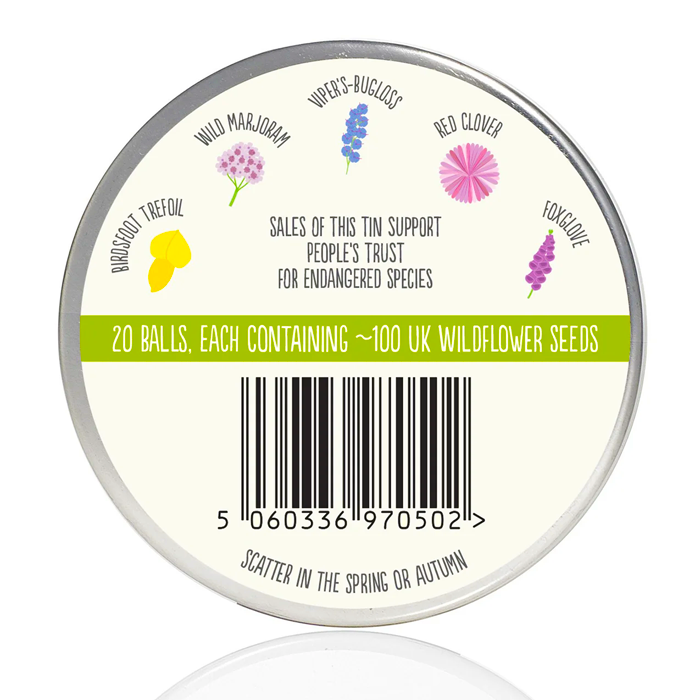 BIRDSFOOT TREFOIL
WILD MARJORAM
VIPER'S-BUGLOSS
RED CLOVER
FOXGLOVE
SALES OF THIS TIN SUPPORT
PEOPLE'S TRUST
FOR ENDANGERED SPECIES
20 BALLS, EACH CONTAINING ~100 UK WILDFLOWER SEEDS
5 060336 970502 >
SCATTER IN THE SPRING OR AUTUMN